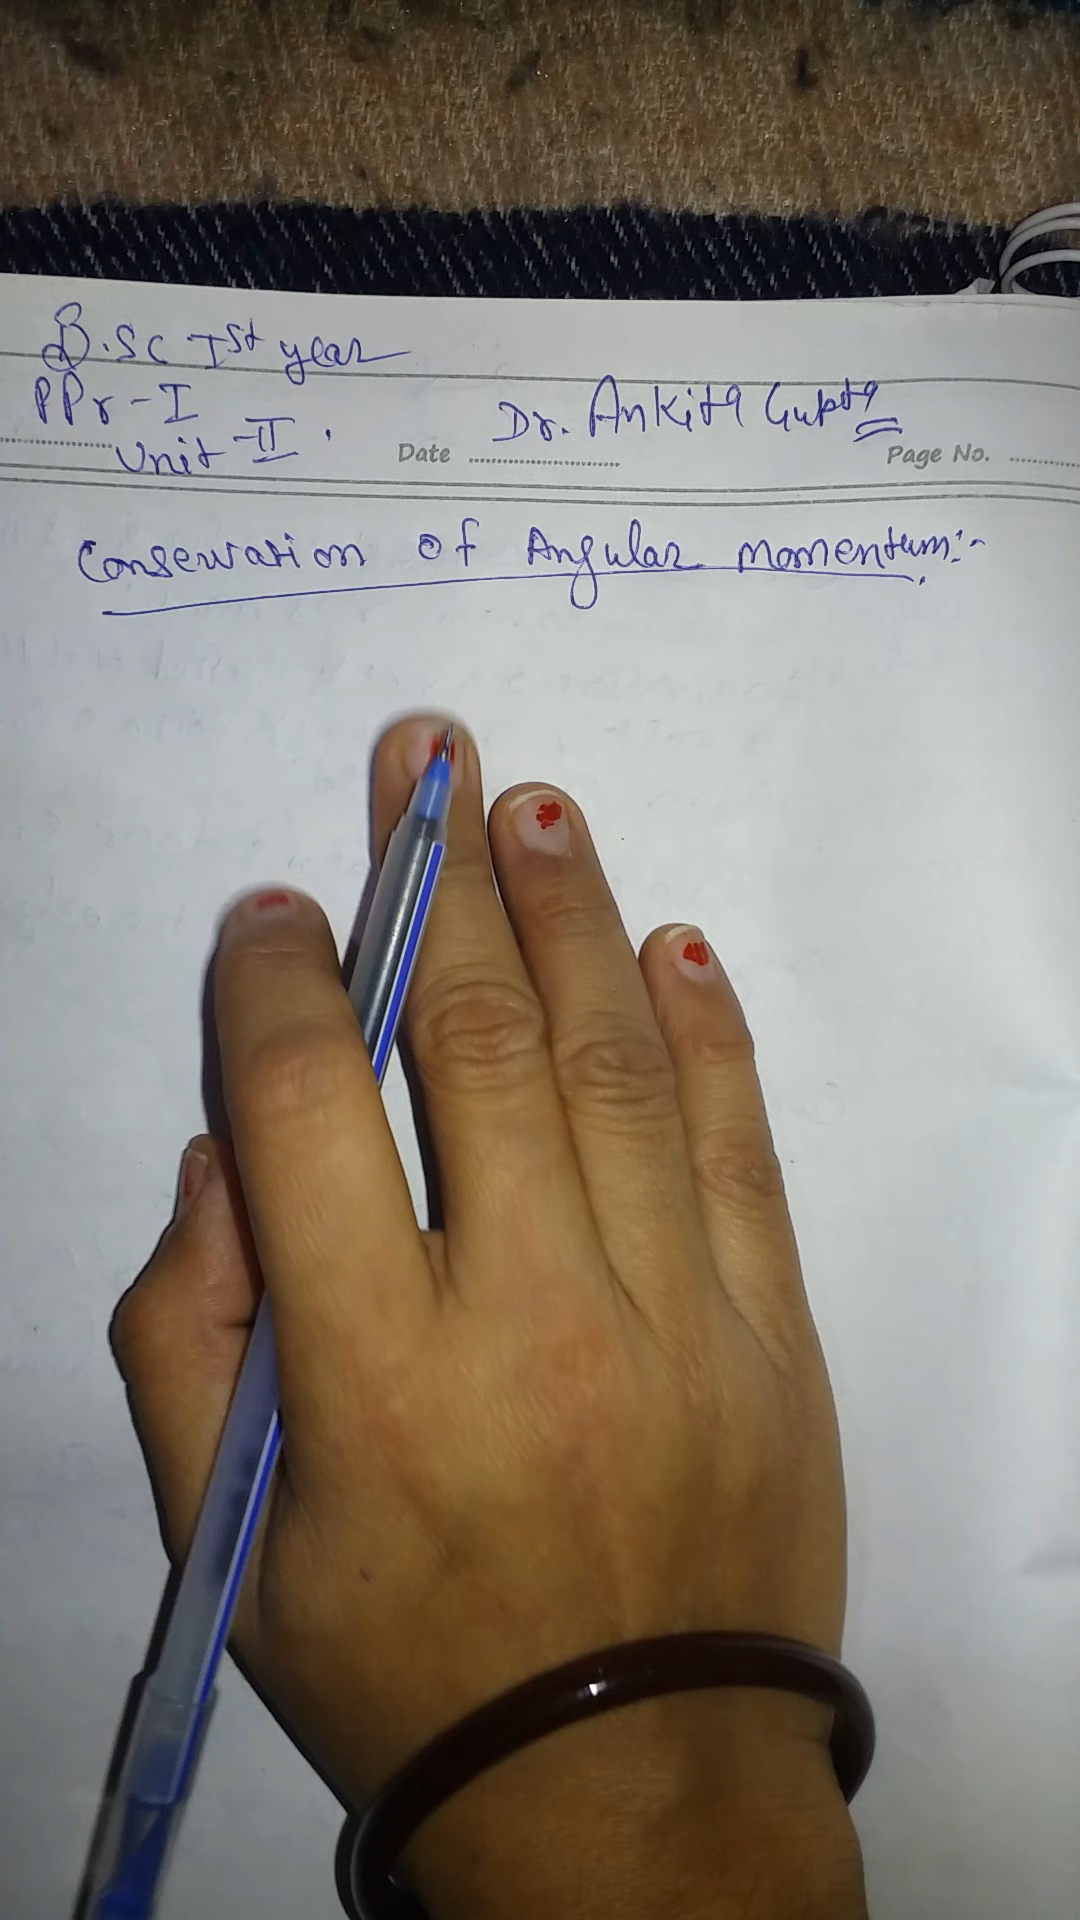 B.Sc Ist year
PPr-I
Unit-II.
Dr. Ankita Gupta
Date
Page No.
Conservation of Angular momentum:-